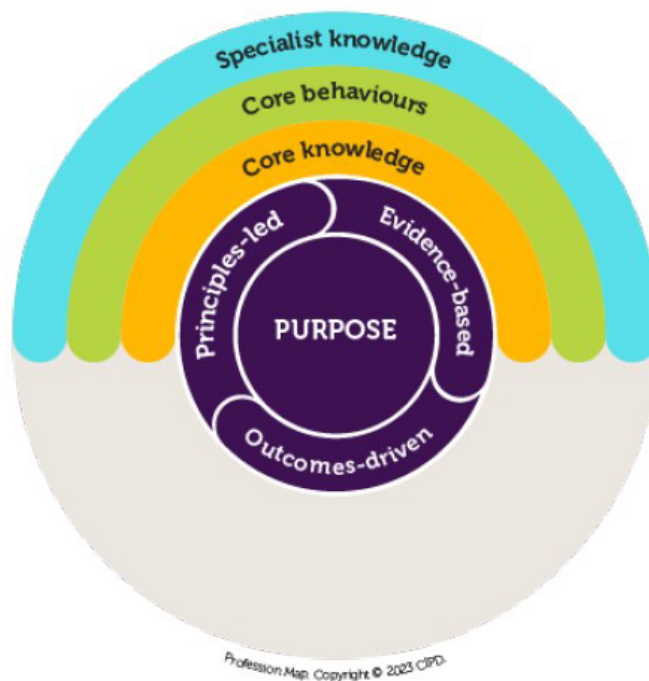 Specialist knowledge
Core behaviours
Core knowledge
Principles-led
Evidence-based
PURPOSE
Outcomes-driven
Profession Map. Copyright © 2023 CIPD.